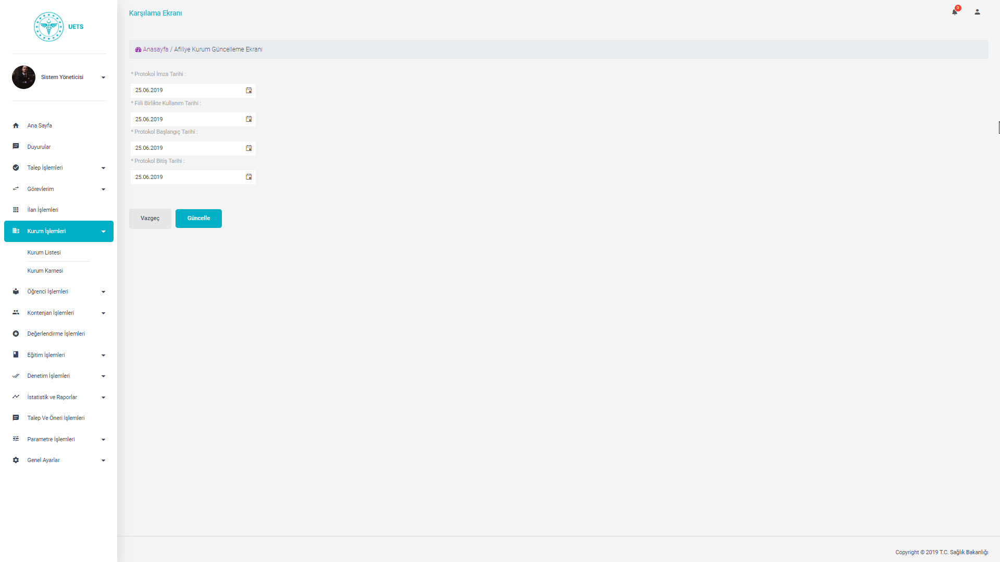 UETS
Sistem Yöneticisi
Ana Sayfa
Duyurular
Talep İşlemleri
Görevlerim
İlan İşlemleri
Kurum İşlemleri
Kurum Listesi
Kurum Karnesi
Öğrenci İşlemleri
Kontenjan İşlemleri
Değerlendirme İşlemleri
Eğitim İşlemleri
Denetim İşlemleri
İstatistik ve Raporlar
Talep Ve Öneri İşlemleri
Parametre İşlemleri
Genel Ayarlar
Karşılama Ekranı
0
Anasayfa / Afiliye Kurum Güncelleme Ekranı
* Protokol İmza Tarihi :
25.06.2019
* Fiili Birlikte Kullanım Tarihi :
25.06.2019
* Protokol Başlangıç Tarihi :
25.06.2019
* Protokol Bitiş Tarihi :
25.06.2019
Vazgeç
Güncelle
Copyright © 2019 T.C. Sağlık Bakanlığı